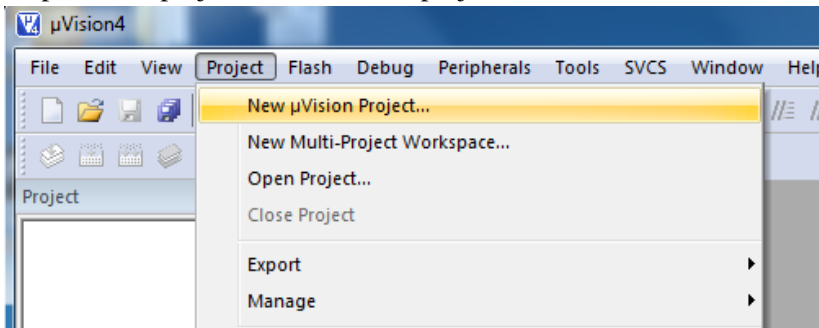 µVision4
File Edit View Project Flash Debug Peripherals Tools SVCS Window Help
New µVision Project...
New Multi-Project Workspace...
Project
Open Project...
Close Project
Export
Manage